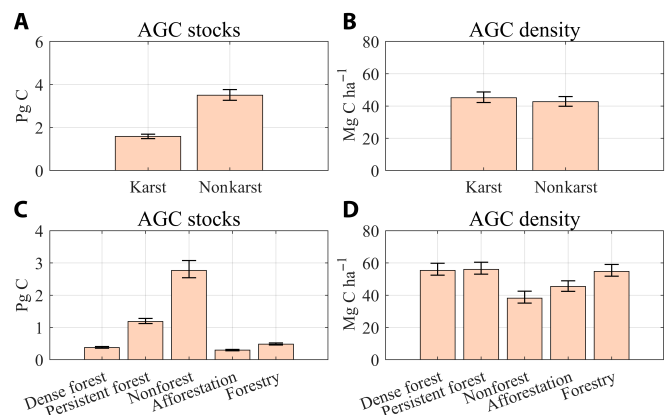 A
AGC stocks
Pg C
6
4
2
0
Karst
Nonkarst
B
AGC density
Mg C ha−1
80
60
40
20
0
Karst
Nonkarst
C
AGC stocks
Pg C
4
3
2
1
0
Dense forest
Persistent forest
Nonforest
Afforestation
Forestry
D
AGC density
Mg C ha−1
80
60
40
20
0
Dense forest
Persistent forest
Nonforest
Afforestation
Forestry